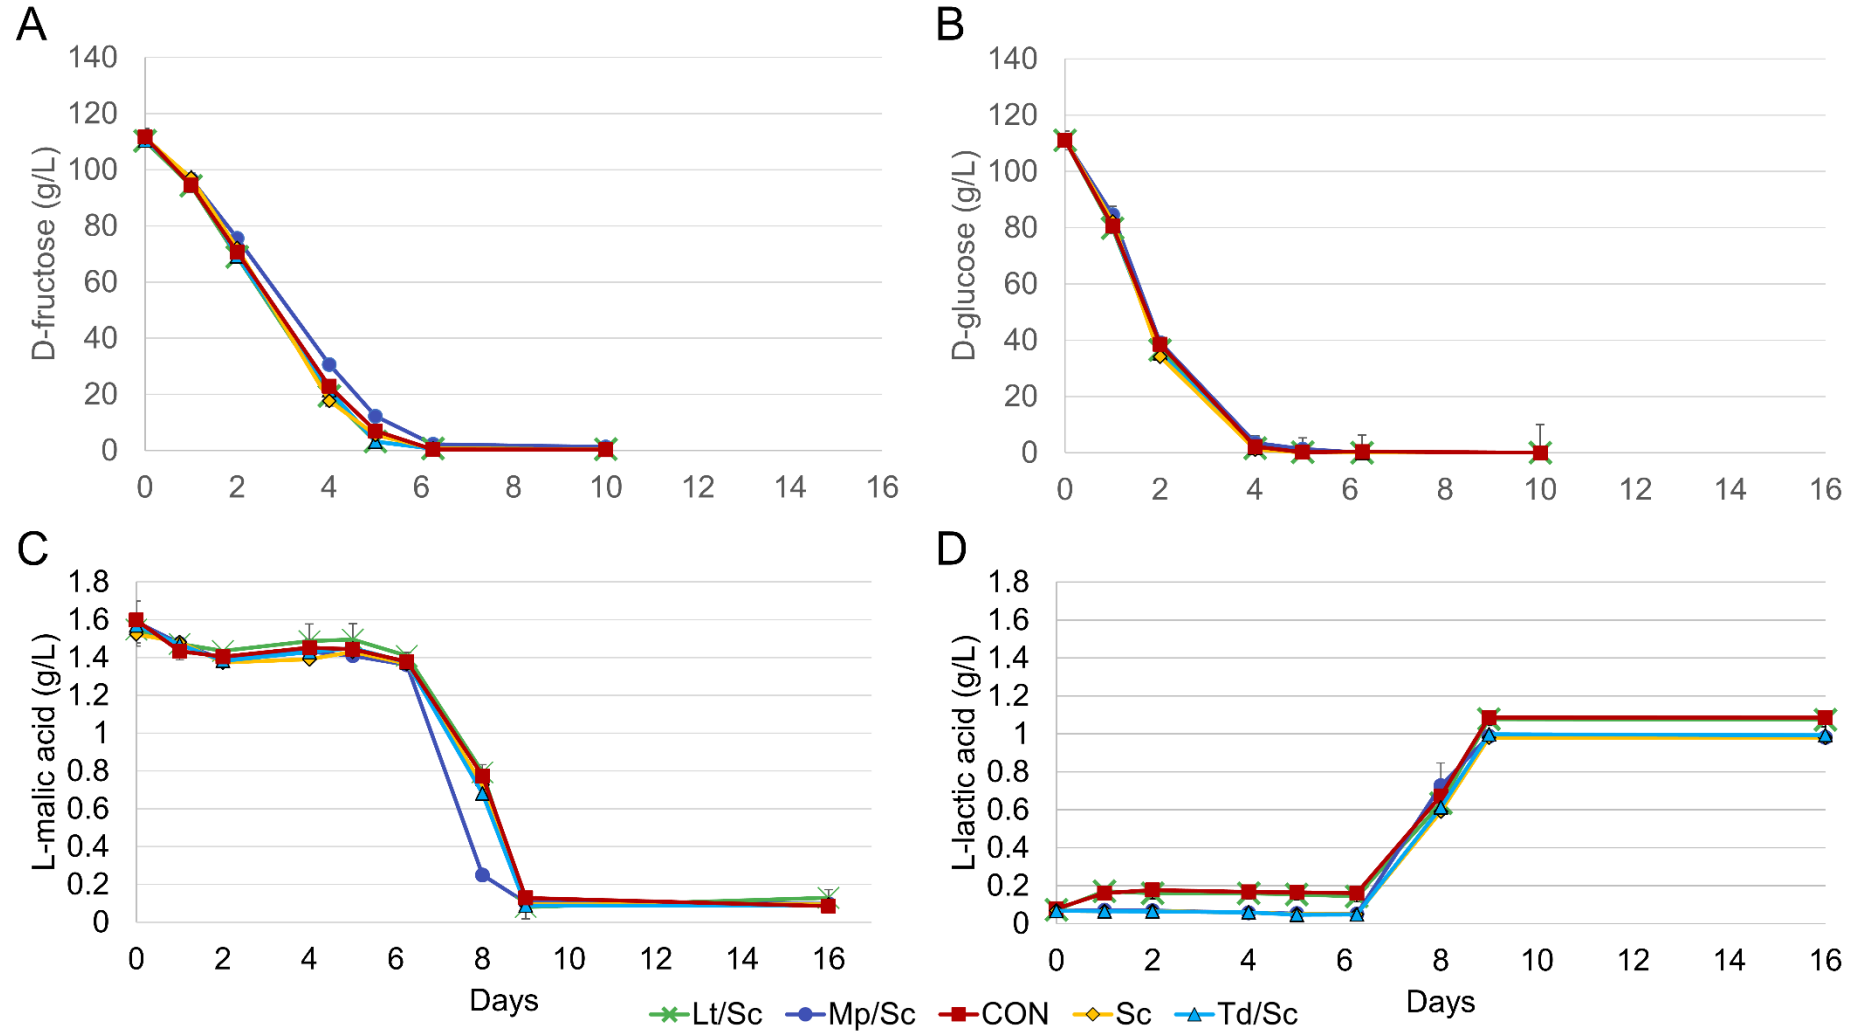 A
140
120
100
80
60
40
20
0
D-fructose (g/L)
0 2 4 6 8 10 12 14 16
B
140
120
100
80
60
40
20
0
D-glucose (g/L)
0 2 4 6 8 10 12 14 16
C
1.8
1.6
1.4
1.2
1
0.8
0.6
0.4
0.2
0
L-malic acid (g/L)
0 2 4 6 8 10 12 14 16
Days
D
1.8
1.6
1.4
1.2
1
0.8
0.6
0.4
0.2
0
L-lactic acid (g/L)
0 2 4 6 8 10 12 14 16
Days
Lt/Sc Mp/Sc CON Sc Td/Sc